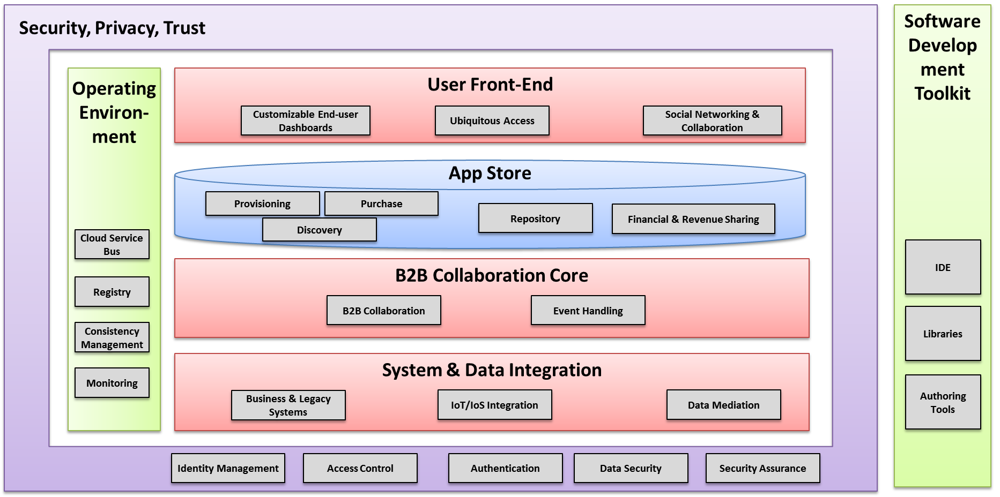 Security, Privacy, Trust
Operating
Environ-
ment
Cloud Service
Bus
Registry
Consistency
Management
Monitoring
User Front-End
Customizable End-user
Dashboards
Ubiquitous Access
Social Networking &
Collaboration
App Store
Provisioning
Purchase
Discovery
Repository
Financial & Revenue Sharing
B2B Collaboration Core
B2B Collaboration
Event Handling
System & Data Integration
Business & Legacy
Systems
IoT/IoS Integration
Data Mediation
Identity Management
Access Control
Authentication
Data Security
Security Assurance
Software
Develop
ment
Toolkit
IDE
Libraries
Authoring
Tools